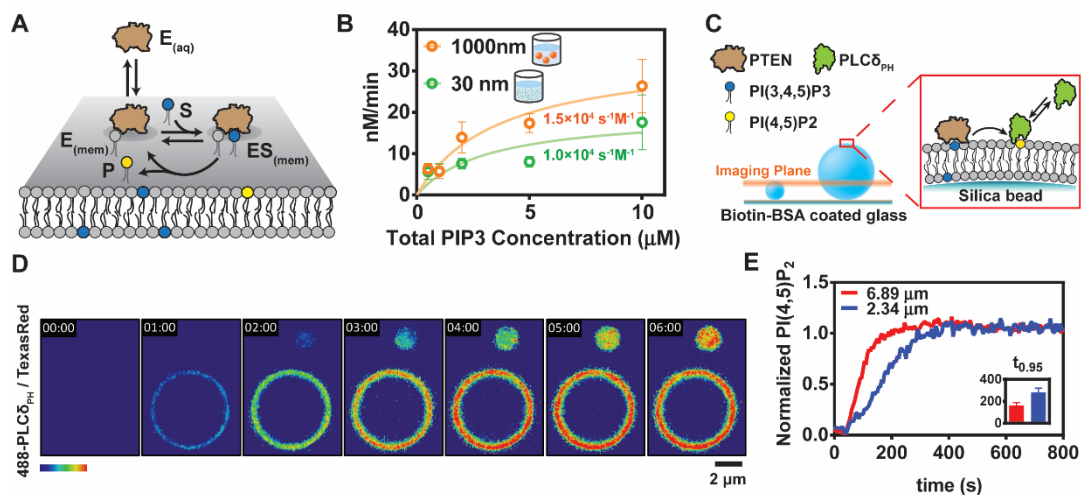 A
E(aq)
S
E(mem)
ES(mem)
P
B
1000nm
30 nm
1.5×10⁴ s⁻¹M⁻¹
1.0×10⁴ s⁻¹M⁻¹
nM/min
40
30
20
10
0
0
5
10
Total PIP3 Concentration (μM)
C
PTEN
PLCδPH
PI(3,4,5)P3
PI(4,5)P2
Imaging Plane
Biotin-BSA coated glass
Silica bead
D
488-PLCδPH / TexasRed
00:00
01:00
02:00
03:00
04:00
05:00
06:00
2 μm
E
Normalized PI(4,5)P₂
1.5
1.0
0.5
0.0
6.89 μm
2.34 μm
t0.95
400
200
0
0
200
400
600
800
time (s)